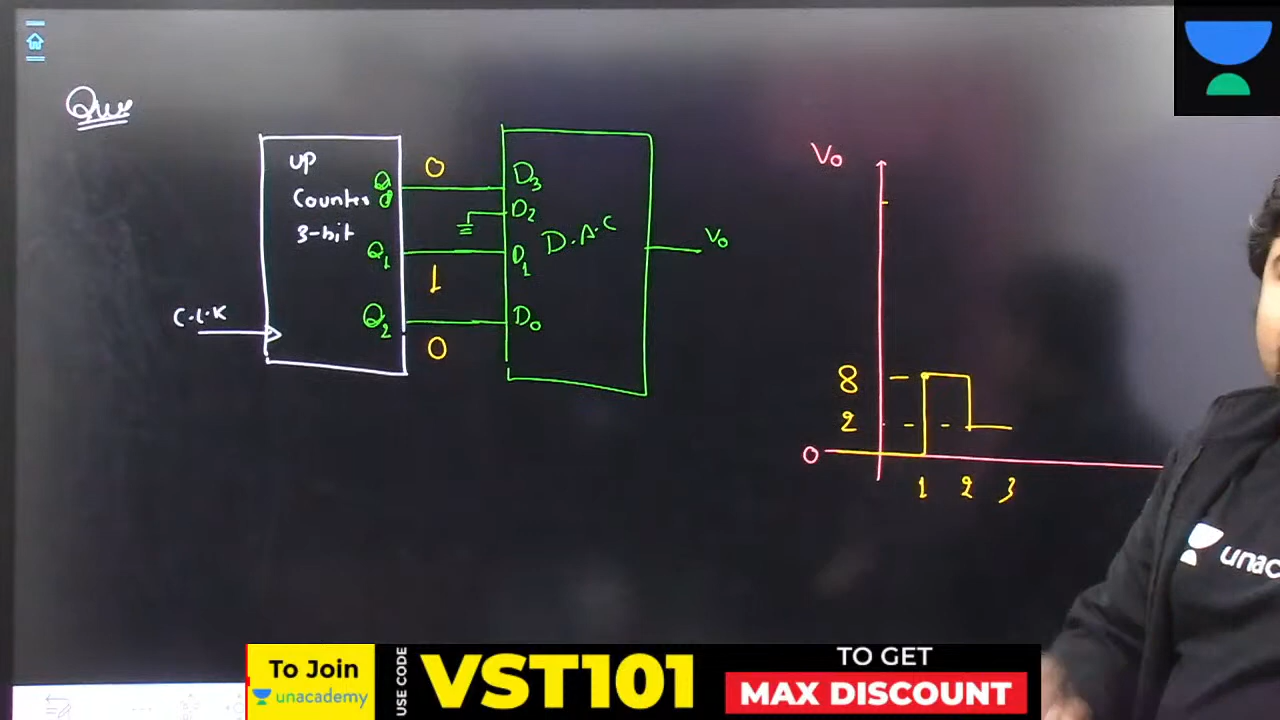 Ques
UP
Counter
3-bit
Q0
Q1
Q2
C.L.K
0
1
0
D3
D2
D1
D0
D.A.C
Vo
Vo
8
2
0
1 2 3
unac
To Join
unacademy
USE CODE
VST101
TO GET
MAX DISCOUNT